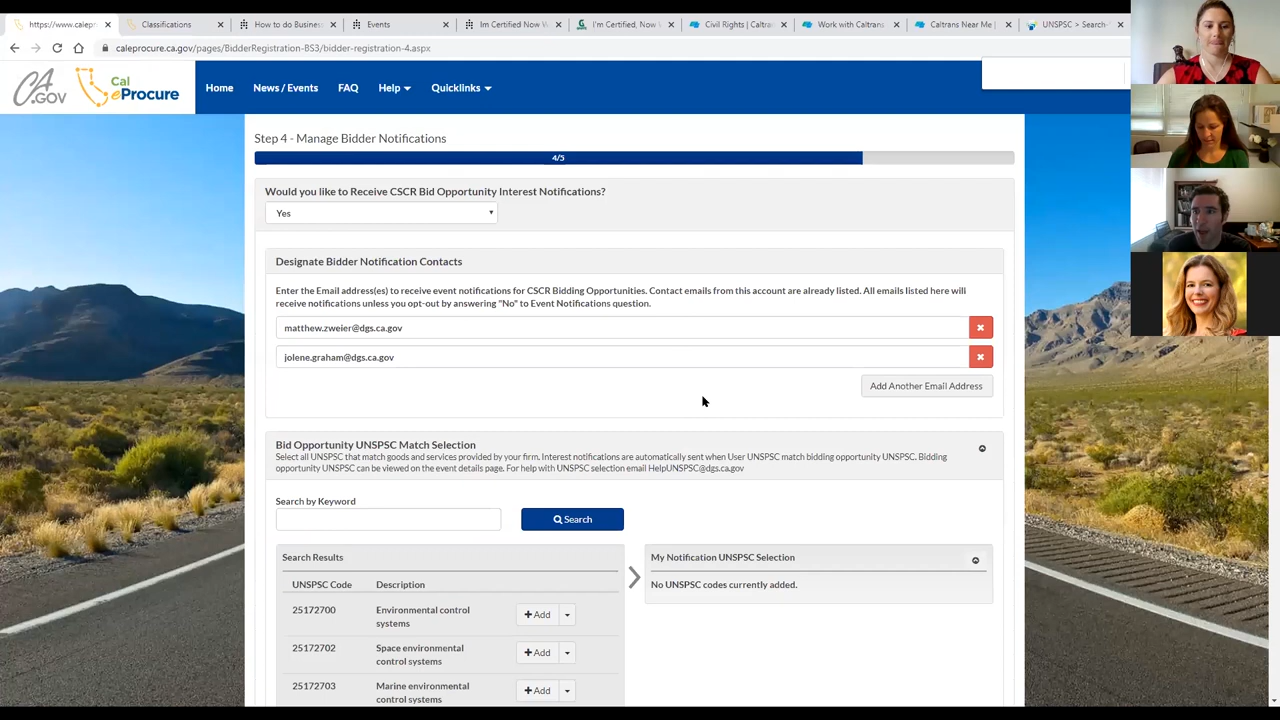 https://www.calepr
Classifications
How to do Busines
Events
Im Certified Now W
I'm Certified, Now W
Civil Rights | Caltra
Work with Caltrans
Caltrans Near Me |
UNSPSC > Search-
caleprocure.ca.gov/pages/BidderRegistration-BS3/bidder-registration-4.aspx
CA.GOV
Cal eProcure
Home
News / Events
FAQ
Help
Quicklinks
Step 4 - Manage Bidder Notifications
4/5
Would you like to Receive CSCR Bid Opportunity Interest Notifications?
Yes
Designate Bidder Notification Contacts
Enter the Email address(es) to receive event notifications for CSCR Bidding Opportunities. Contact emails from this account are already listed. All emails listed here will
receive notifications unless you opt-out by answering "No" to Event Notifications question.
matthew.zweier@dgs.ca.gov
jolene.graham@dgs.ca.gov
Add Another Email Address
Bid Opportunity UNSPSC Match Selection
Select all UNSPSC that match goods and services provided by your firm. Interest notifications are automatically sent when User UNSPSC match bidding opportunity UNSPSC. Bidding
opportunity UNSPSC can be viewed on the event details page. For help with UNSPSC selection email HelpUNSPSC@dgs.ca.gov
Search by Keyword
Search
Search Results
My Notification UNSPSC Selection
UNSPSC Code
Description
No UNSPSC codes currently added.
25172700
Environmental control
systems
Add
25172702
Space environmental
control systems
Add
25172703
Marine environmental
control systems
Add